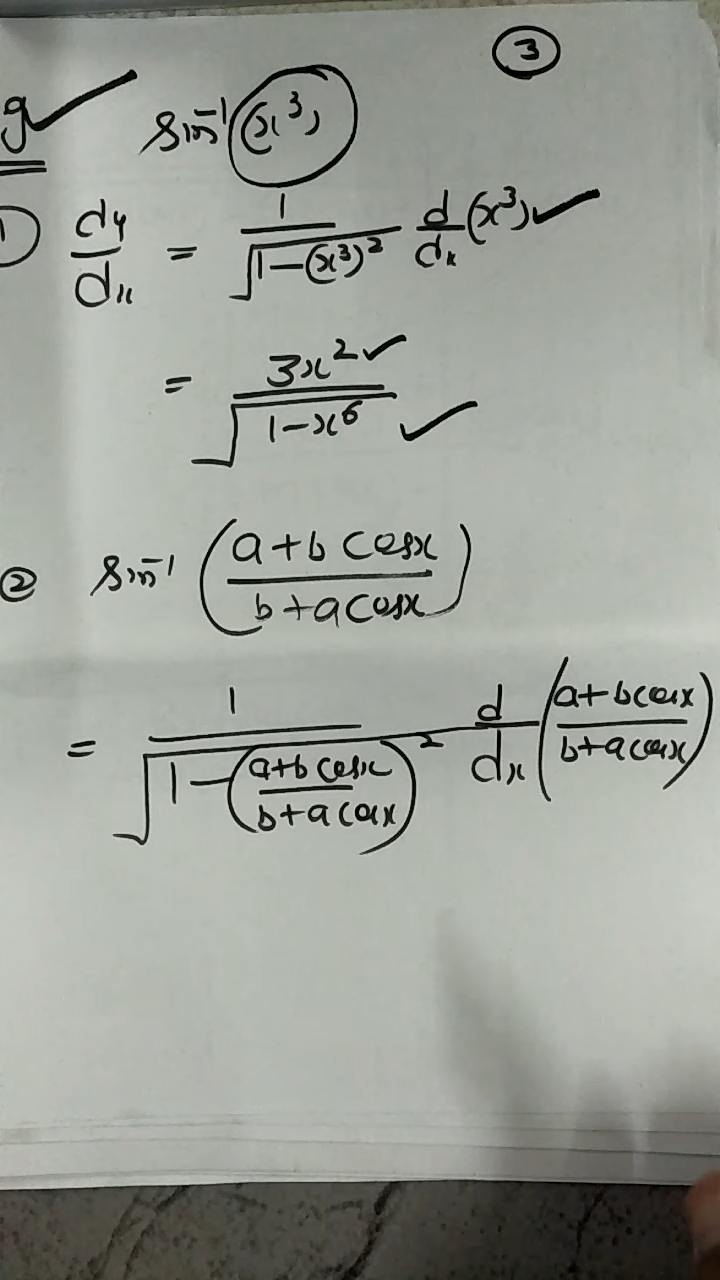 ③
g
sin⁻¹(x³)
① dy/dx = 1/√(1-(x³)²) d/dx (x³)
= 3x²/√(1-x⁶)
② sin⁻¹((a+b cosx)/(b+a cosx))
= 1/√(1-((a+b cosx)/(b+a cosx))²) d/dx ((a+b cosx)/(b+a cosx))